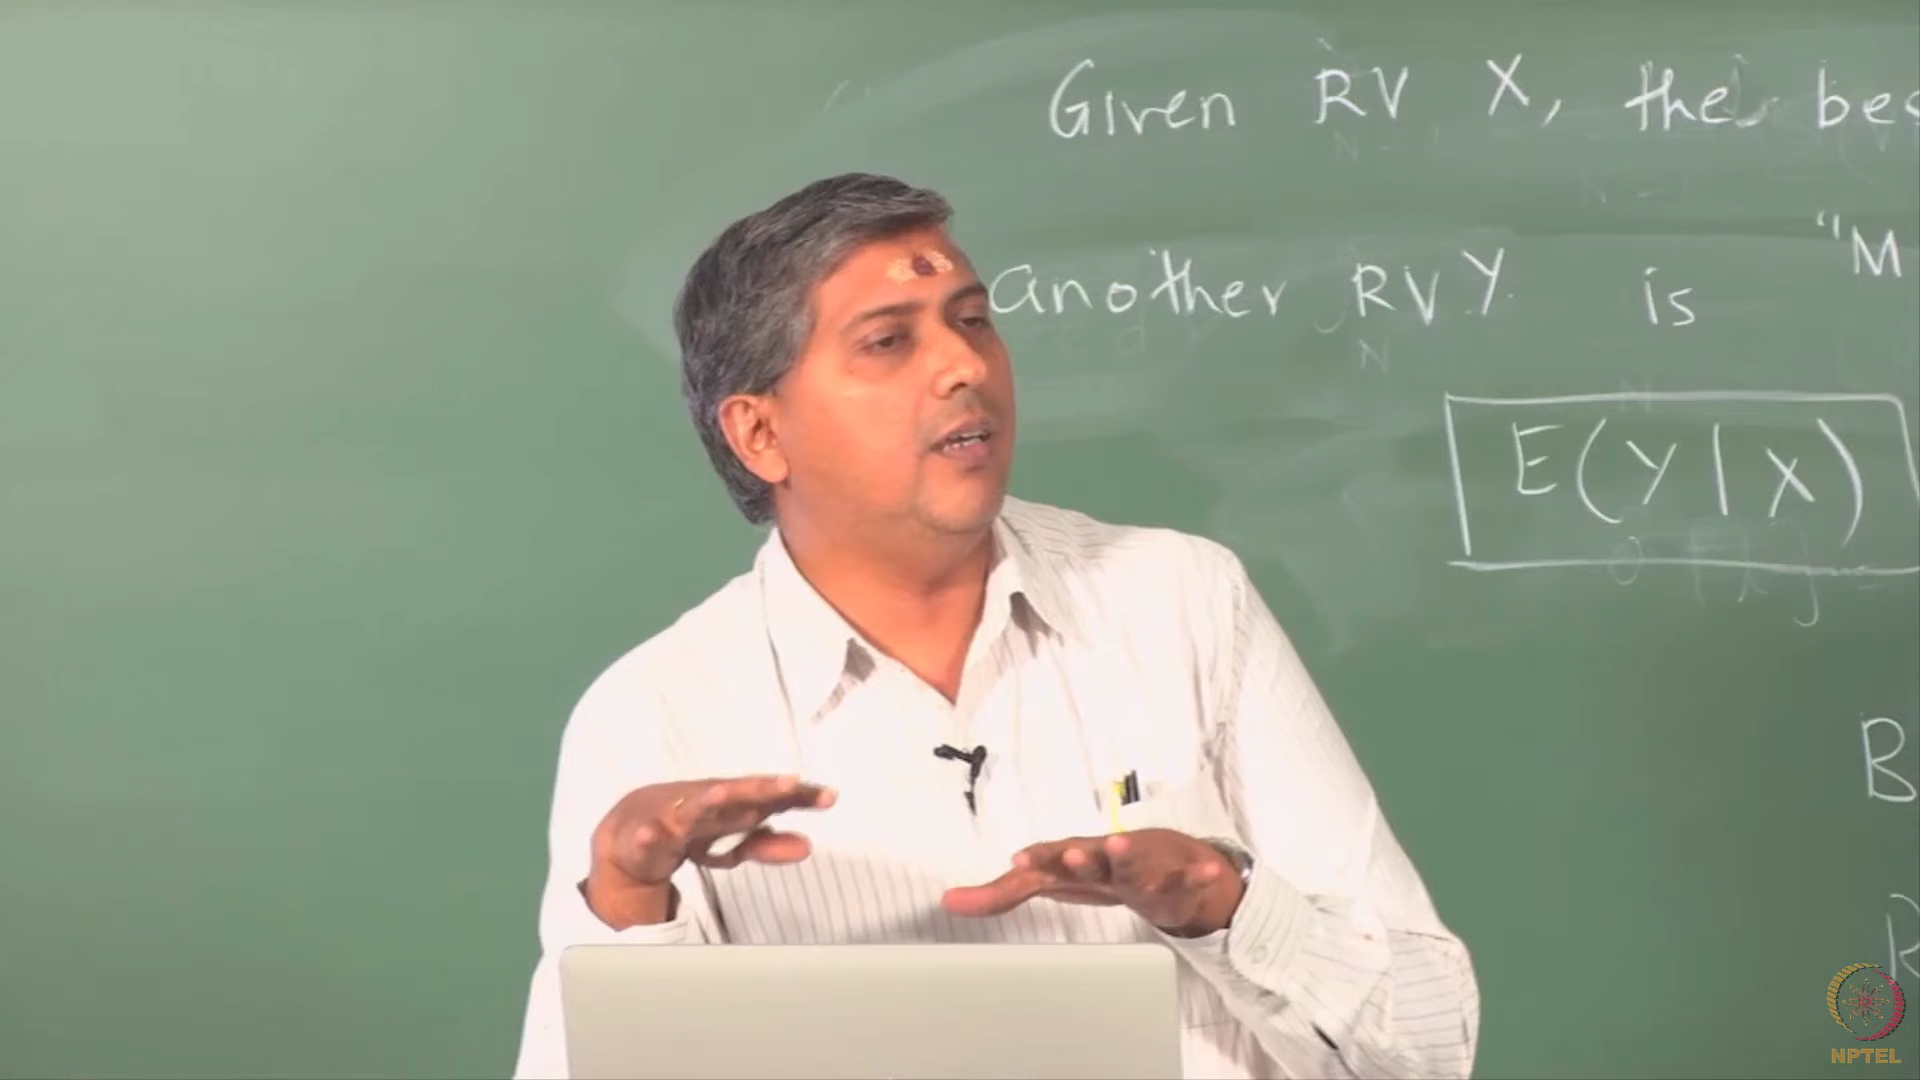 Given RV X, the bes
another RV Y is "M
E(Y|X)
B
R
NPTEL